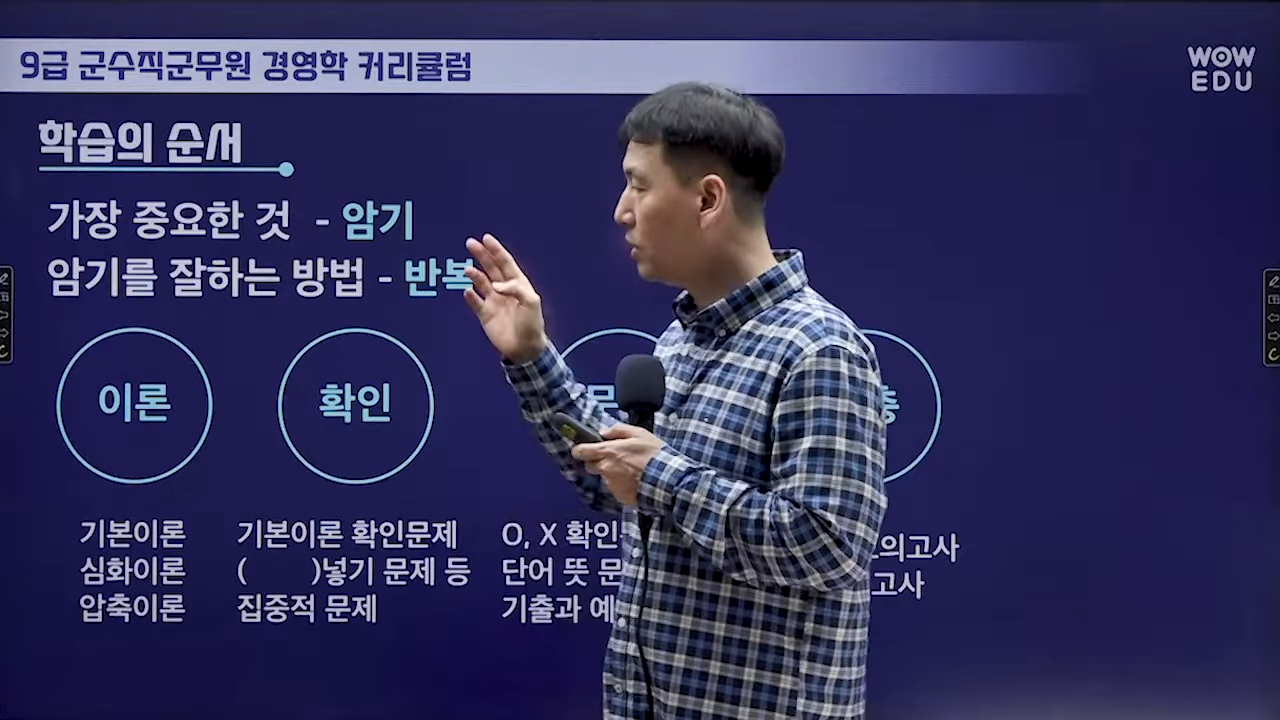 9급 군수직군무원 경영학 커리큘럼
WOW
EDU
학습의 순서
가장 중요한 것 - 암기
암기를 잘하는 방법 - 반복
이론
확인
기본이론
심화이론
압축이론
기본이론 확인문제
( )넣기 문제 등
집중적 문제
O, X 확인
단어 뜻
기출과